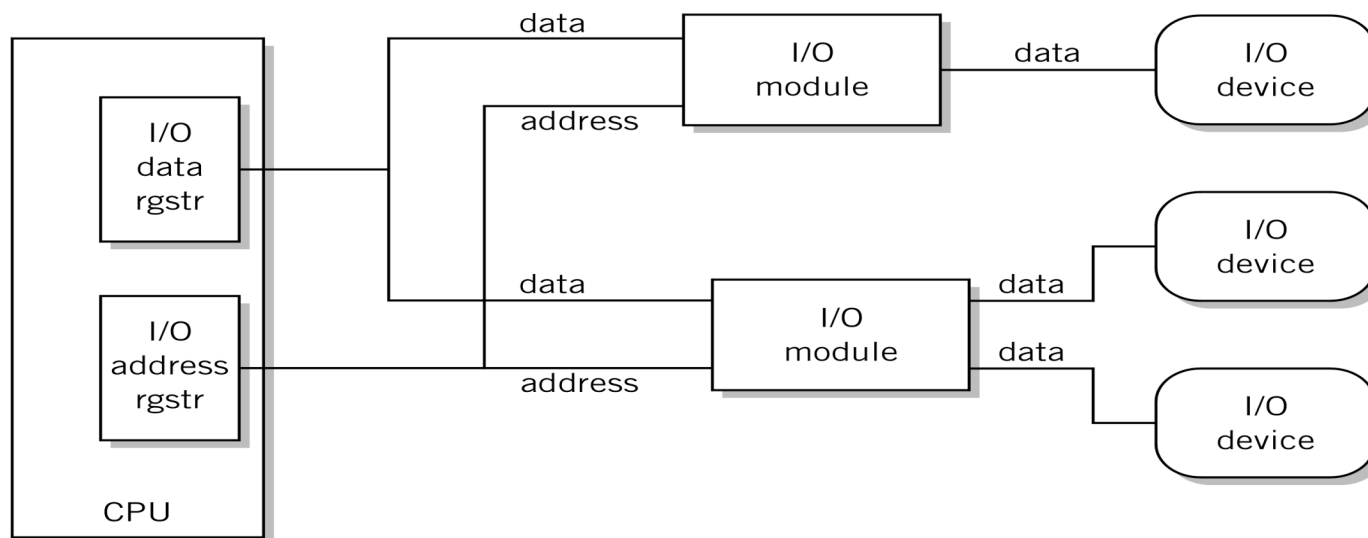 data
I/O
module
data
I/O
device
address
I/O
data
rgstr
I/O
device
data
I/O
module
data
data
I/O
address
rgstr
address
I/O
device
CPU